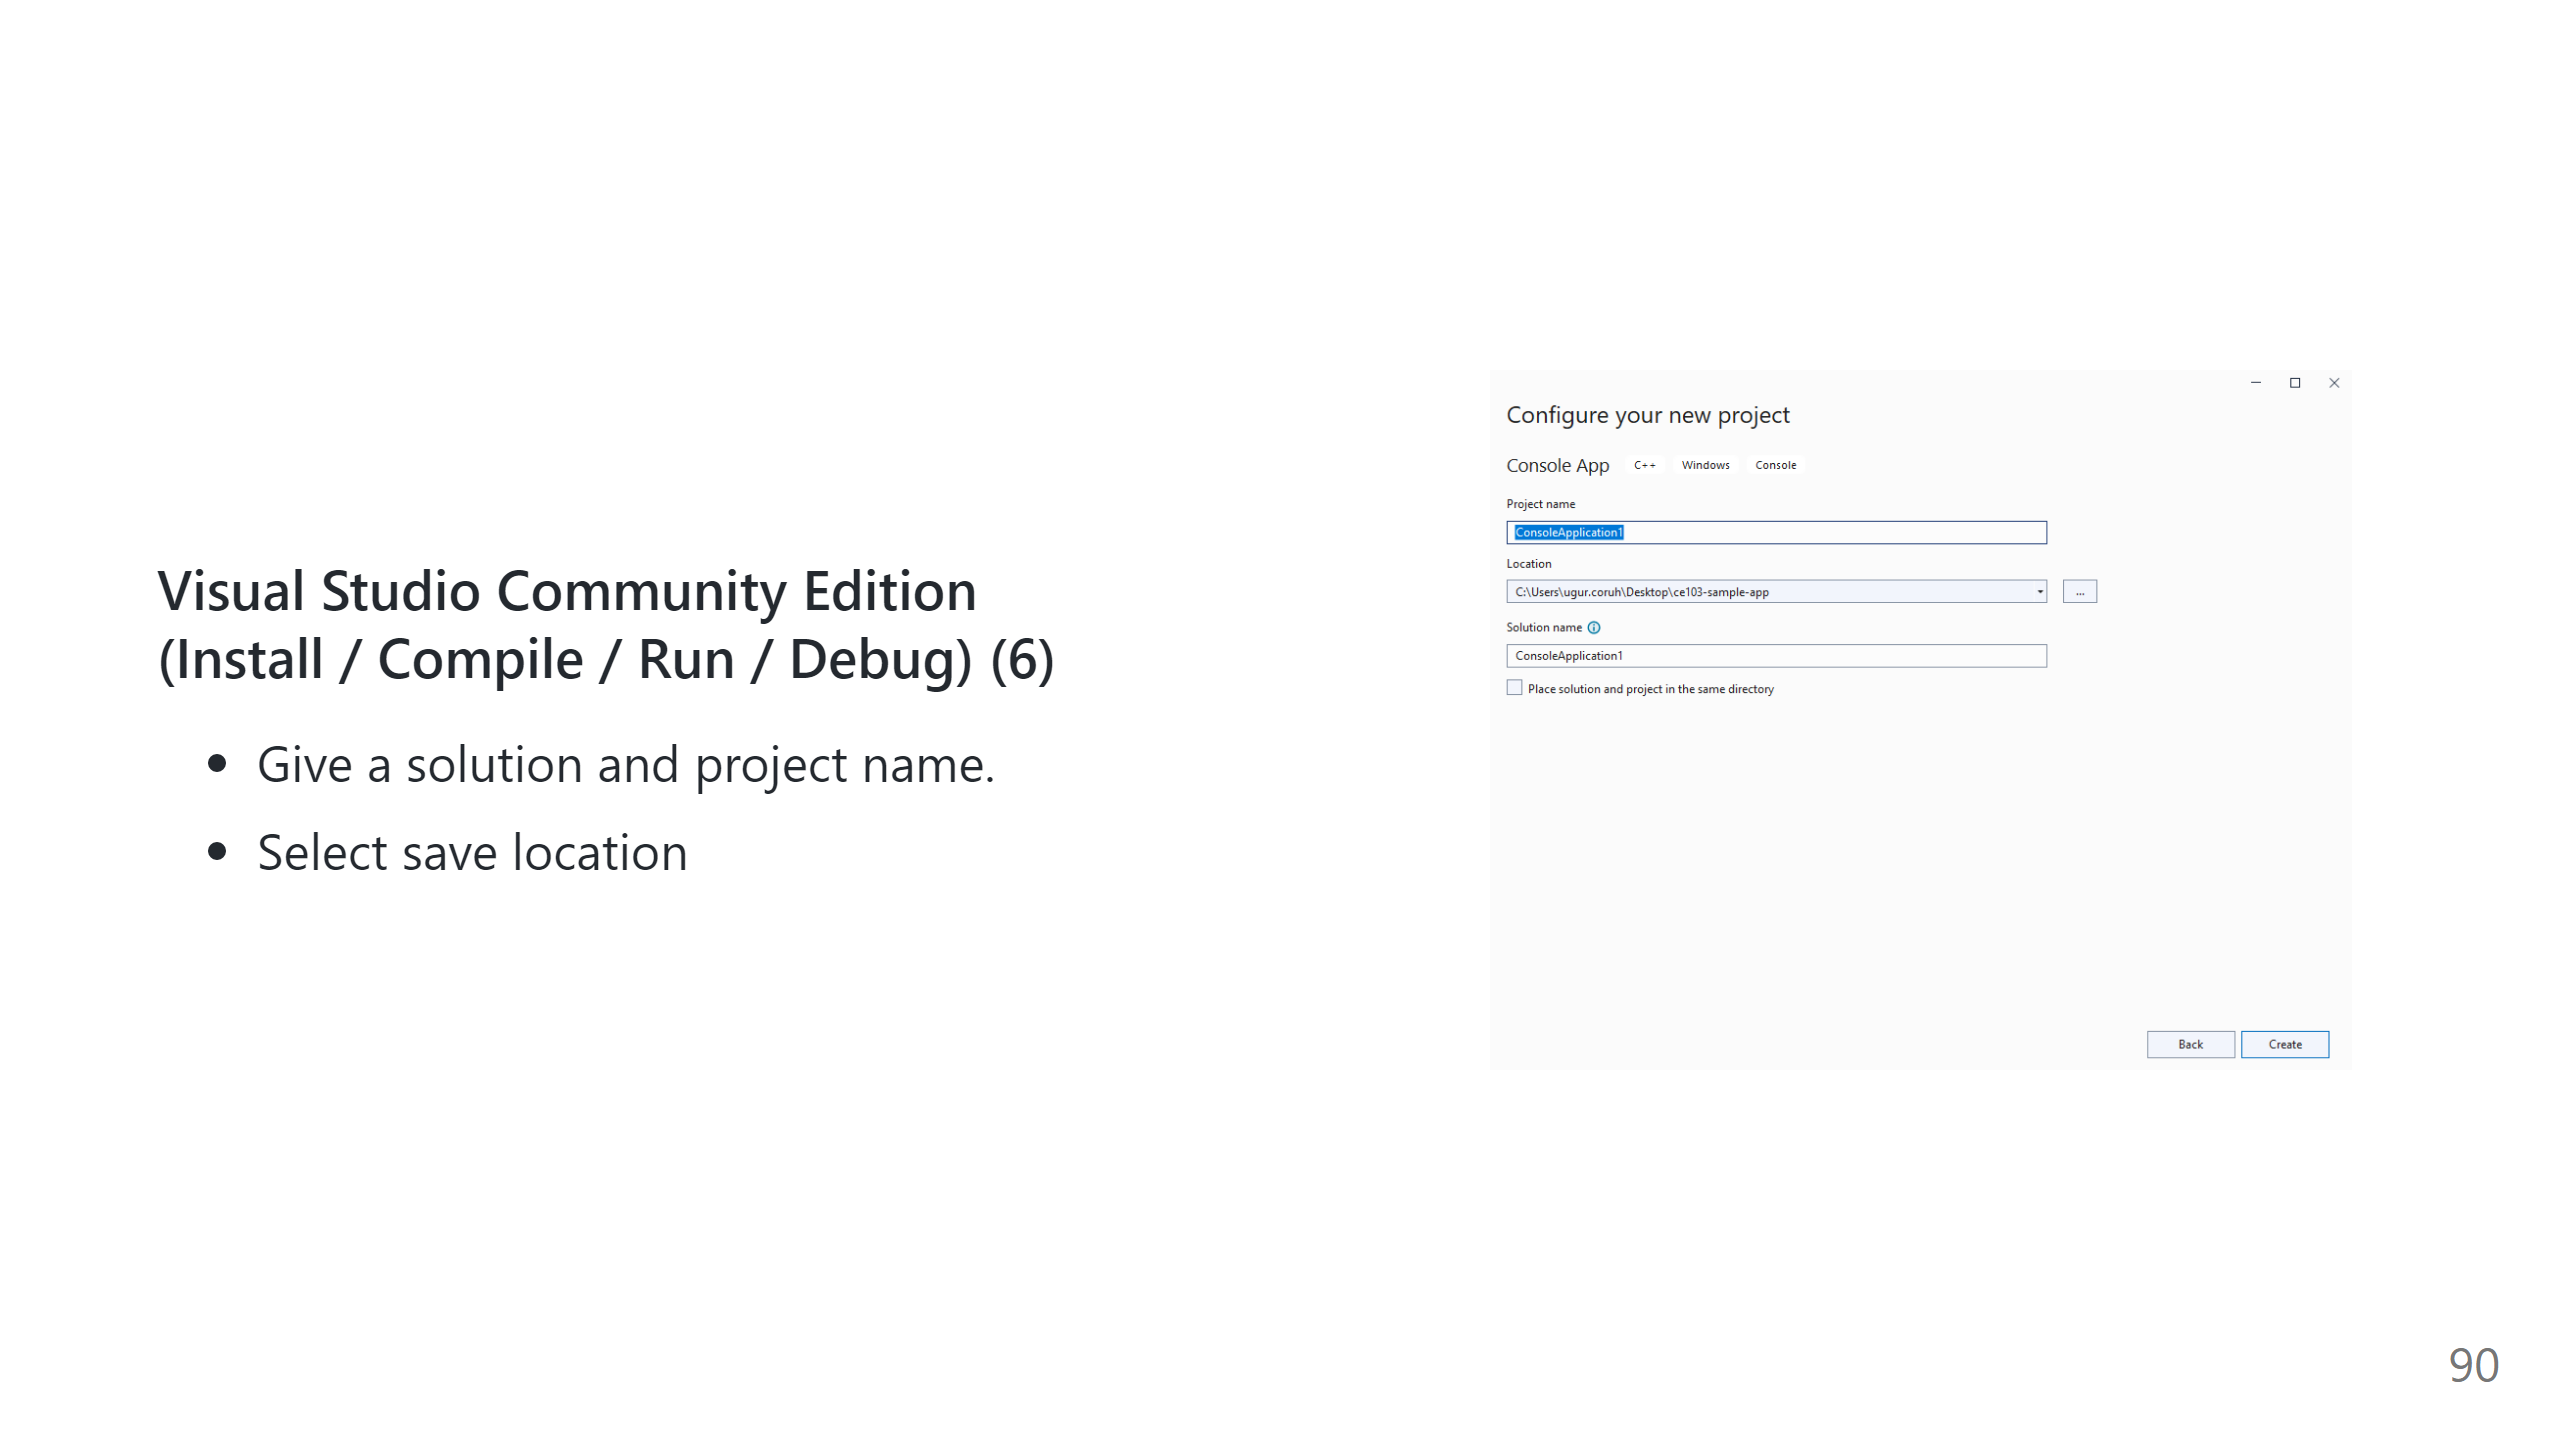 Visual Studio Community Edition
(Install / Compile / Run / Debug) (6)
Give a solution and project name.
Select save location
Configure your new project
Console App C++ Windows Console
Project name
ConsoleApplication1
Location
C:\Users\ugur.coruh\Desktop\ce103-sample-app ...
Solution name
ConsoleApplication1
Place solution and project in the same directory
Back Create
90